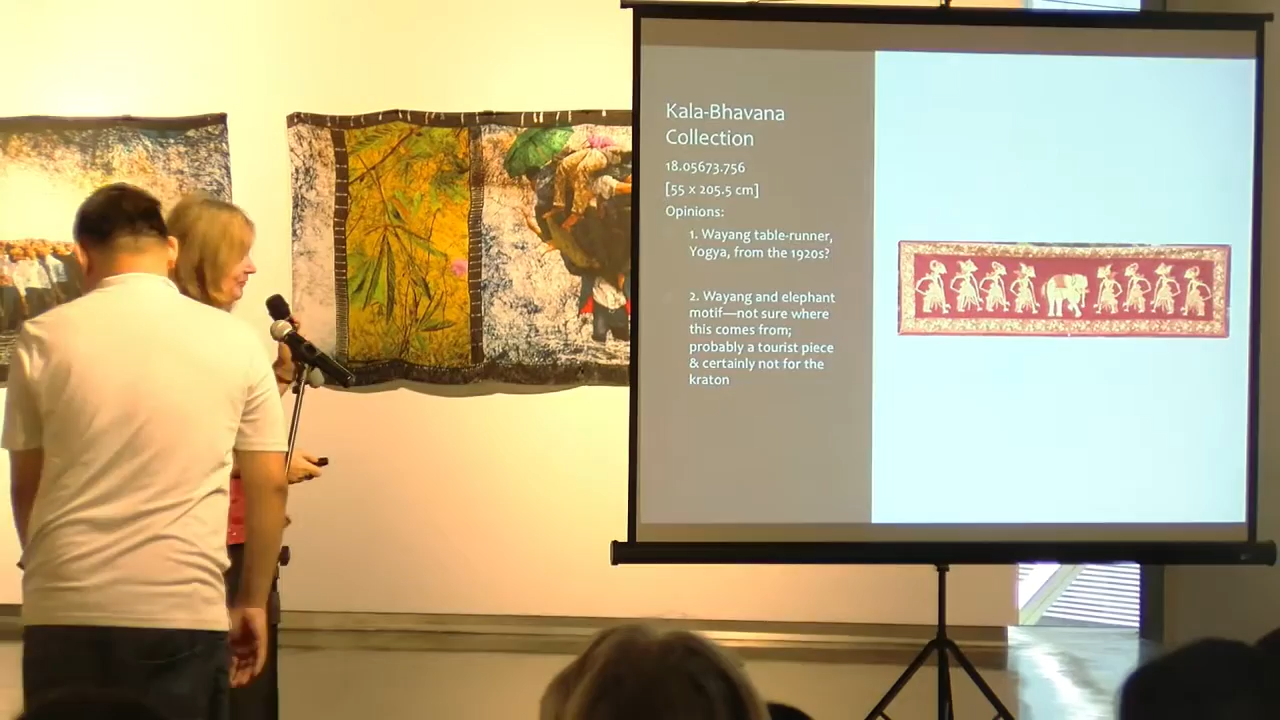 Kala-Bhavana
Collection
18.05673.756
[55 x 205.5 cm]
Opinions:
1. Wayang table-runner,
Yogya, from the 1920s?
2. Wayang and elephant
motif—not sure where
this comes from;
probably a tourist piece
& certainly not for the
kraton